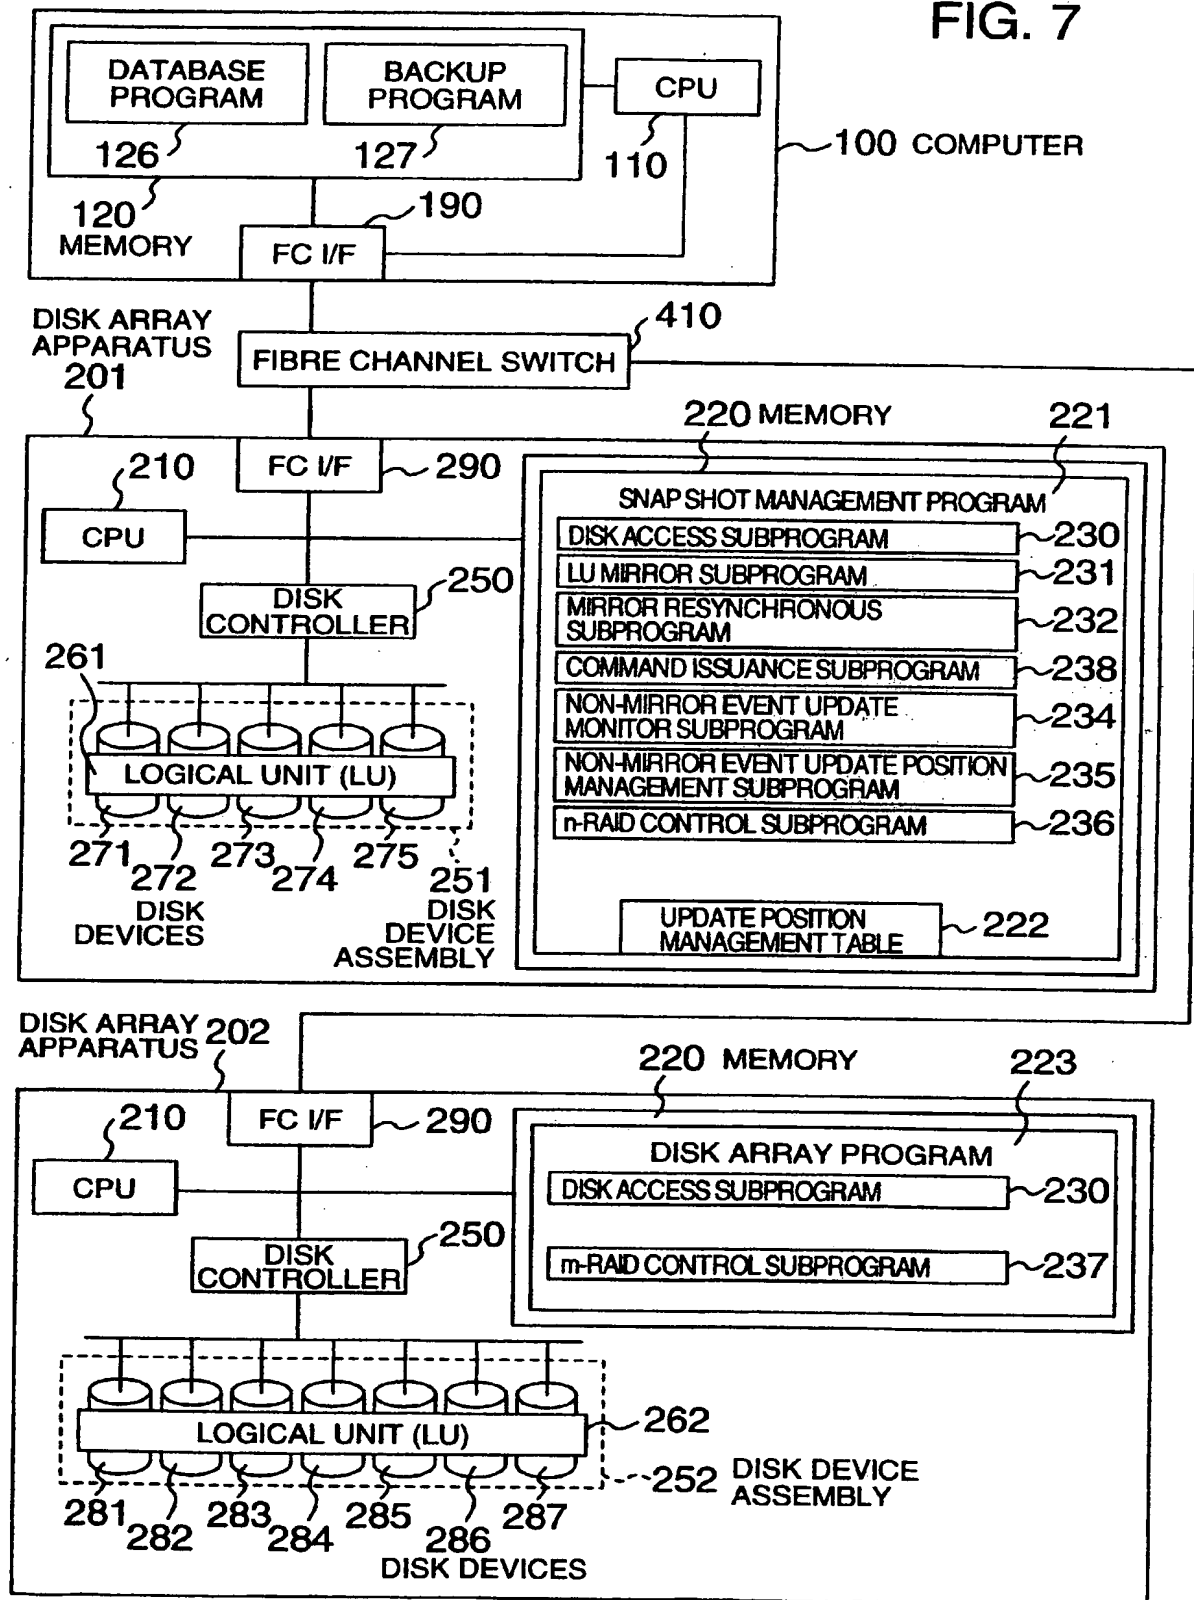 FIG. 7
DATABASE
PROGRAM
BACKUP
PROGRAM
CPU
126
127
110
100 COMPUTER
120
MEMORY
190
FC I/F
DISK ARRAY
APPARATUS
201
410
FIBRE CHANNEL SWITCH
220 MEMORY
221
210
FC I/F
290
CPU
SNAP SHOT MANAGEMENT PROGRAM
DISK ACCESS SUBPROGRAM
230
LU MIRROR SUBPROGRAM
231
MIRROR RESYNCHRONOUS
SUBPROGRAM
232
COMMAND ISSUANCE SUBPROGRAM
238
NON-MIRROR EVENT UPDATE
MONITOR SUBPROGRAM
234
NON-MIRROR EVENT UPDATE POSITION
MANAGEMENT SUBPROGRAM
235
n-RAID CONTROL SUBPROGRAM
236
UPDATE POSITION
MANAGEMENT TABLE
222
DISK
CONTROLLER
250
261
LOGICAL UNIT (LU)
271
272
273
274
275
DISK
DEVICES
251
DISK
DEVICE
ASSEMBLY
DISK ARRAY
APPARATUS
202
220 MEMORY
223
210
FC I/F
290
CPU
DISK ARRAY PROGRAM
DISK ACCESS SUBPROGRAM
230
m-RAID CONTROL SUBPROGRAM
237
DISK
CONTROLLER
250
LOGICAL UNIT (LU)
262
252 DISK DEVICE
ASSEMBLY
281
282
283
284
285
286
287
DISK DEVICES